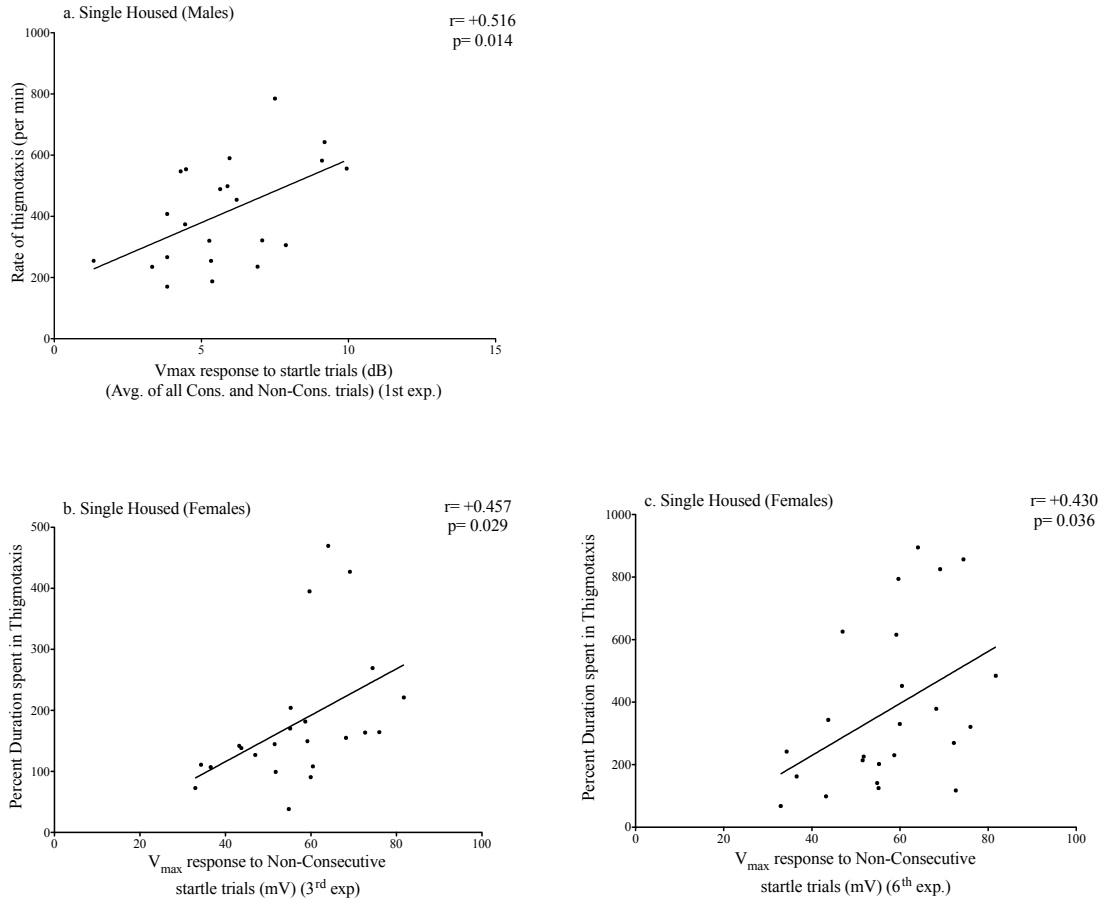 a. Single Housed (Males)
r= +0.516
p= 0.014
1000
800
600
400
200
0
Rate of thigmotaxis (per min)
0 5 10 15
Vmax response to startle trials (dB)
(Avg. of all Cons. and Non-Cons. trials) (1st exp.)
b. Single Housed (Females)
r= +0.457
p= 0.029
500
400
300
200
100
0
Percent Duration spent in Thigmotaxis
0 20 40 60 80 100
Vmax response to Non-Consecutive
startle trials (mV) (3rd exp)
c. Single Housed (Females)
r= +0.430
p= 0.036
1000
800
600
400
200
0
Percent Duration spent in Thigmotaxis
0 20 40 60 80 100
Vmax response to Non-Consecutive
startle trials (mV) (6th exp.)